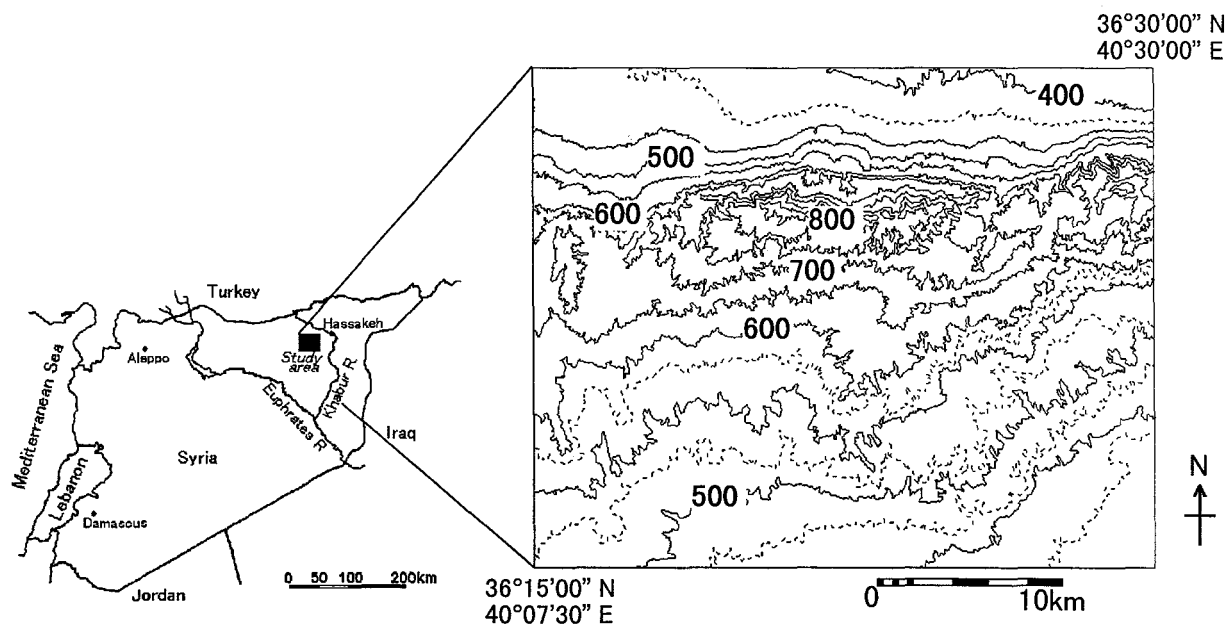 36°30'00" N
40°30'00" E
400
500
600
800
700
600
500
Turkey
Hassakeh
Aleppo
Study
area
Khabur R
Euphrates R
Iraq
Mediterranean Sea
Syria
Lebanon
Damascus
Jordan
0 50 100 200km
36°15'00" N
40°07'30" E
0 10km
N